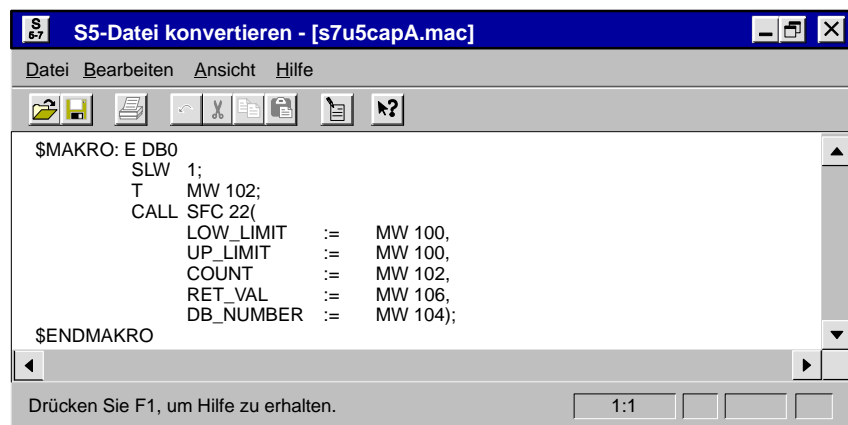 S
5-7
S5-Datei konvertieren - [s7u5capA.mac]
Datei Bearbeiten Ansicht Hilfe
$MAKRO: E DB0
SLW 1;
T MW 102;
CALL SFC 22(
LOW_LIMIT := MW 100,
UP_LIMIT := MW 100,
COUNT := MW 102,
RET_VAL := MW 106,
DB_NUMBER := MW 104);
$ENDMAKRO
Drücken Sie F1, um Hilfe zu erhalten. 1:1